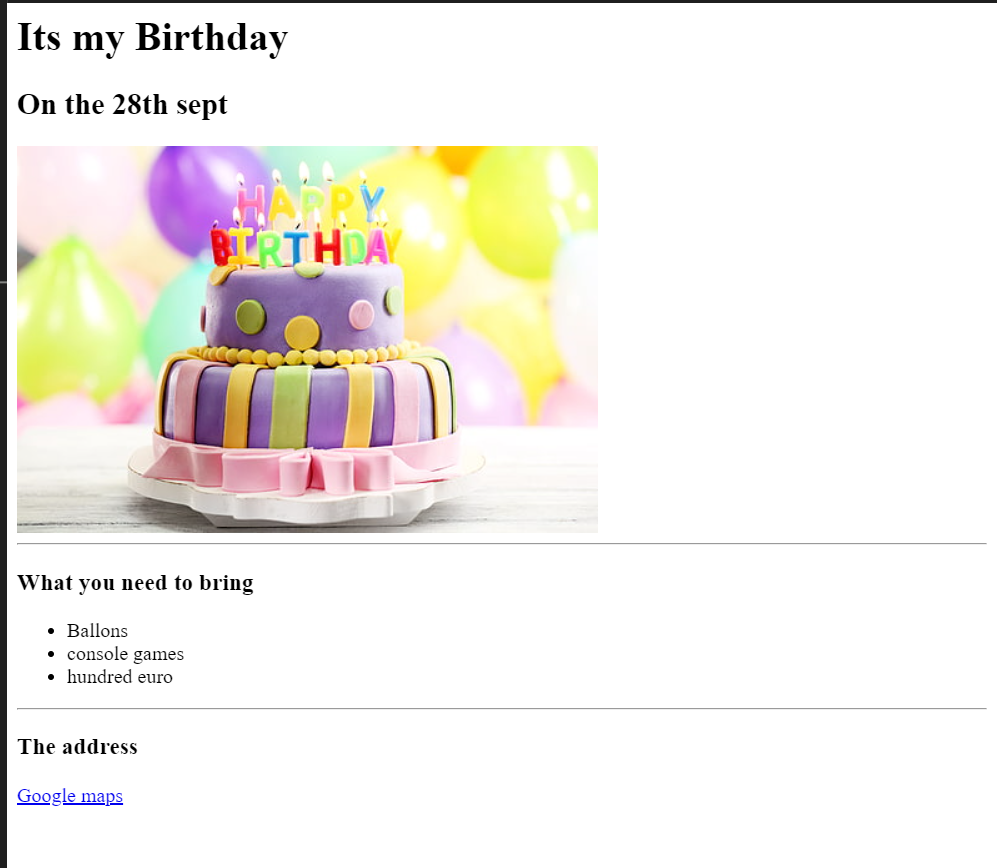 Its my Birthday
On the 28th sept
HAPPY
BIRTHDAY
What you need to bring
Ballons
console games
hundred euro
The address
Google maps